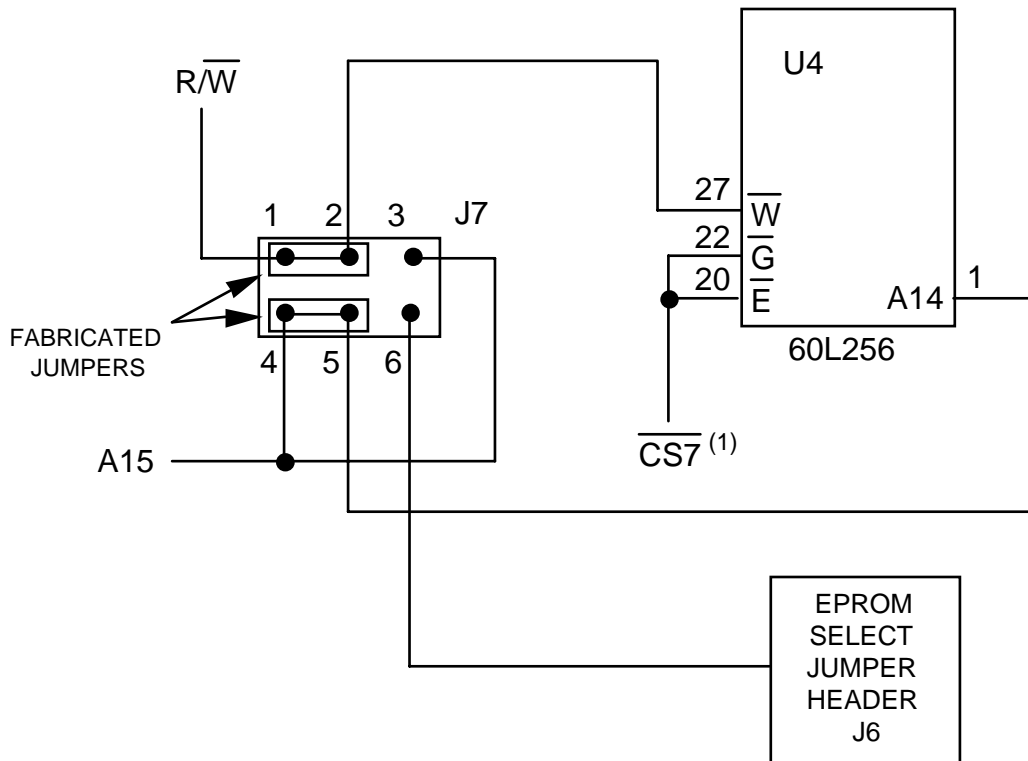 U4
R/W̅
27
W̅
1 2 3 J7
22
G̅
20
E̅
1
A14
60L256
FABRICATED
JUMPERS
4 5 6
C̅S̅7̅ (1)
A15
EPROM
SELECT
JUMPER
HEADER
J6